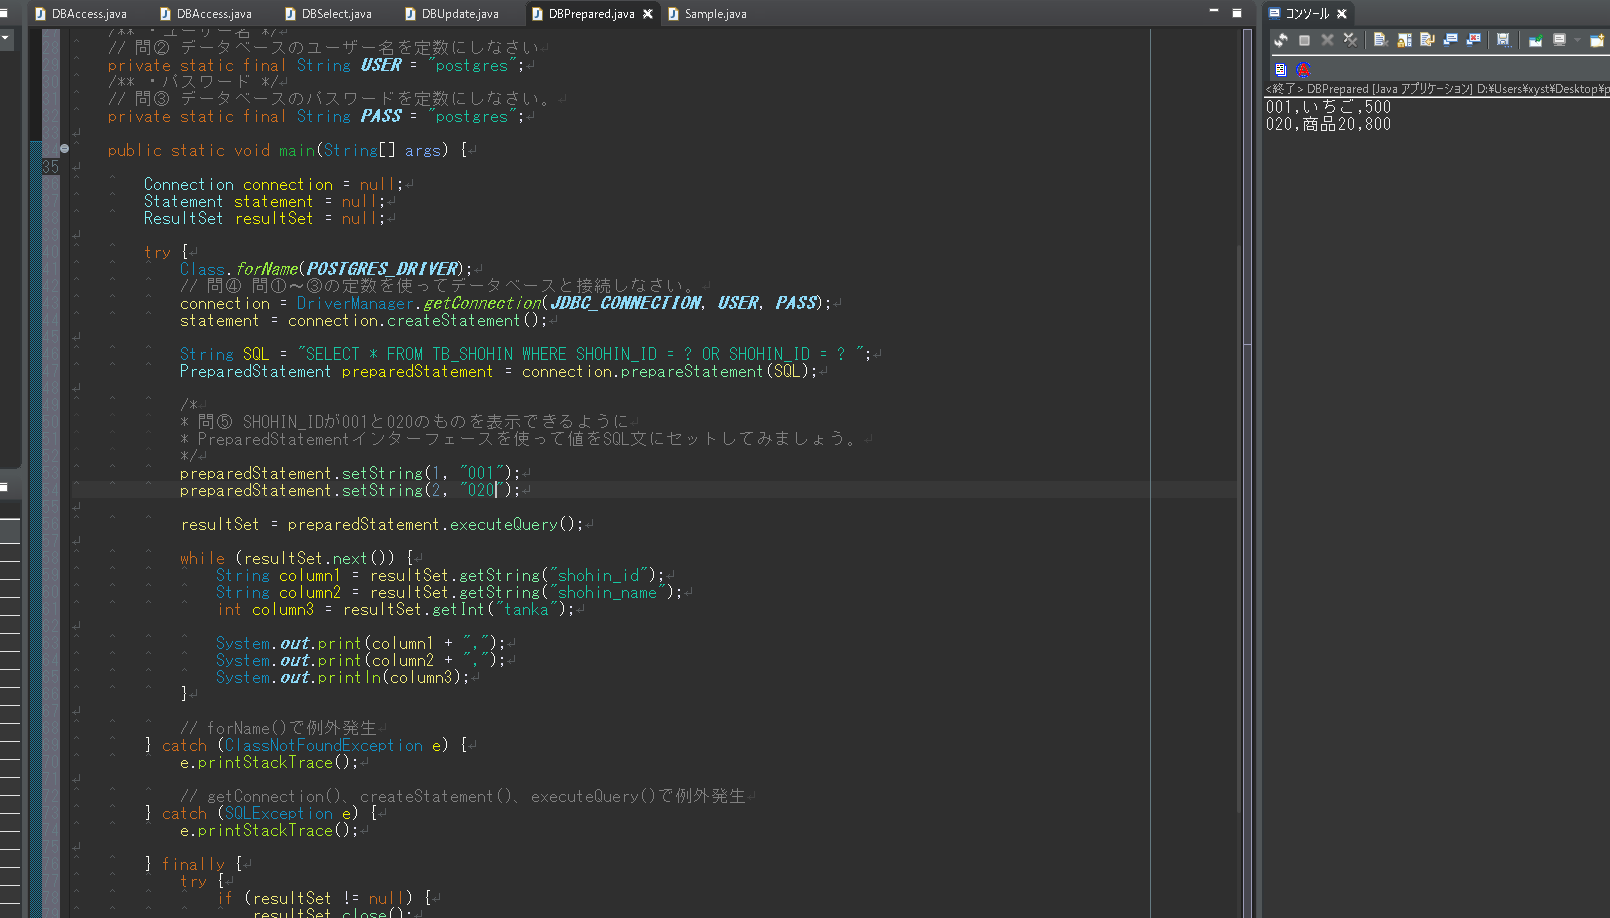 DBAccess.java DBAccess.java DBSelect.java DBUpdate.java DBPrepared.java Sample.java
/** ・ユーザー名 */
// 問② データベースのユーザー名を定数にしなさい
private static final String USER = "postgres";
/** ・パスワード */
// 問③ データベースのパスワードを定数にしなさい。
private static final String PASS = "postgres";
public static void main(String[] args) {
35
Connection connection = null;
Statement statement = null;
ResultSet resultSet = null;
try {
Class.forName(POSTGRES_DRIVER);
// 問④ 問①～③の定数を使ってデータベースと接続しなさい。
connection = DriverManager.getConnection(JDBC_CONNECTION, USER, PASS);
statement = connection.createStatement();
String SQL = "SELECT * FROM TB_SHOHIN WHERE SHOHIN_ID = ? OR SHOHIN_ID = ? ";
PreparedStatement preparedStatement = connection.prepareStatement(SQL);
/*
* 問⑤ SHOHIN_IDが001と020のものを表示できるように
* PreparedStatementインターフェースを使って値をSQL文にセットしてみましょう。
*/
preparedStatement.setString(1, "001");
preparedStatement.setString(2, "020");
resultSet = preparedStatement.executeQuery();
while (resultSet.next()) {
String column1 = resultSet.getString("shohin_id");
String column2 = resultSet.getString("shohin_name");
int column3 = resultSet.getInt("tanka");
System.out.print(column1 + ",");
System.out.print(column2 + ",");
System.out.println(column3);
}
// forName()で例外発生
} catch (ClassNotFoundException e) {
e.printStackTrace();
// getConnection()、createStatement()、executeQuery()で例外発生
} catch (SQLException e) {
e.printStackTrace();
} finally {
try {
if (resultSet != null) {
resultSet.close();
コンソール
<終了> DBPrepared [Java アプリケーション] D:¥Users¥xyst¥Desktop¥p
001,いちご,500
020,商品20,800